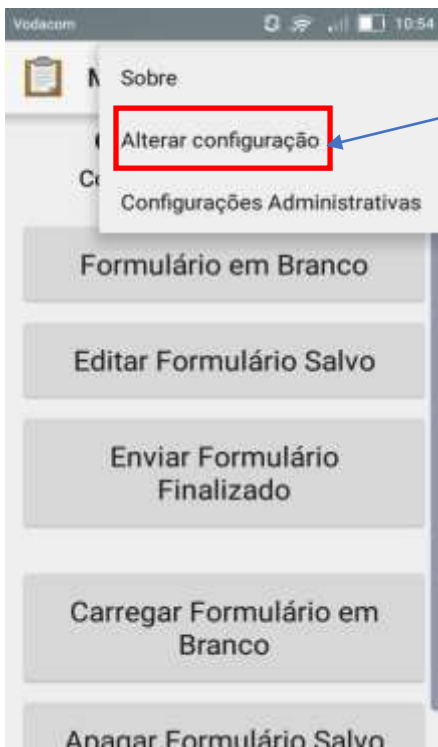 Vodacom 10:54
M
Sobre
Alterar configuração
Co
Configurações Administrativas
Formulário em Branco
Editar Formulário Salvo
Enviar Formulário
Finalizado
Carregar Formulário em
Branco
Apagar Formulário Salvo